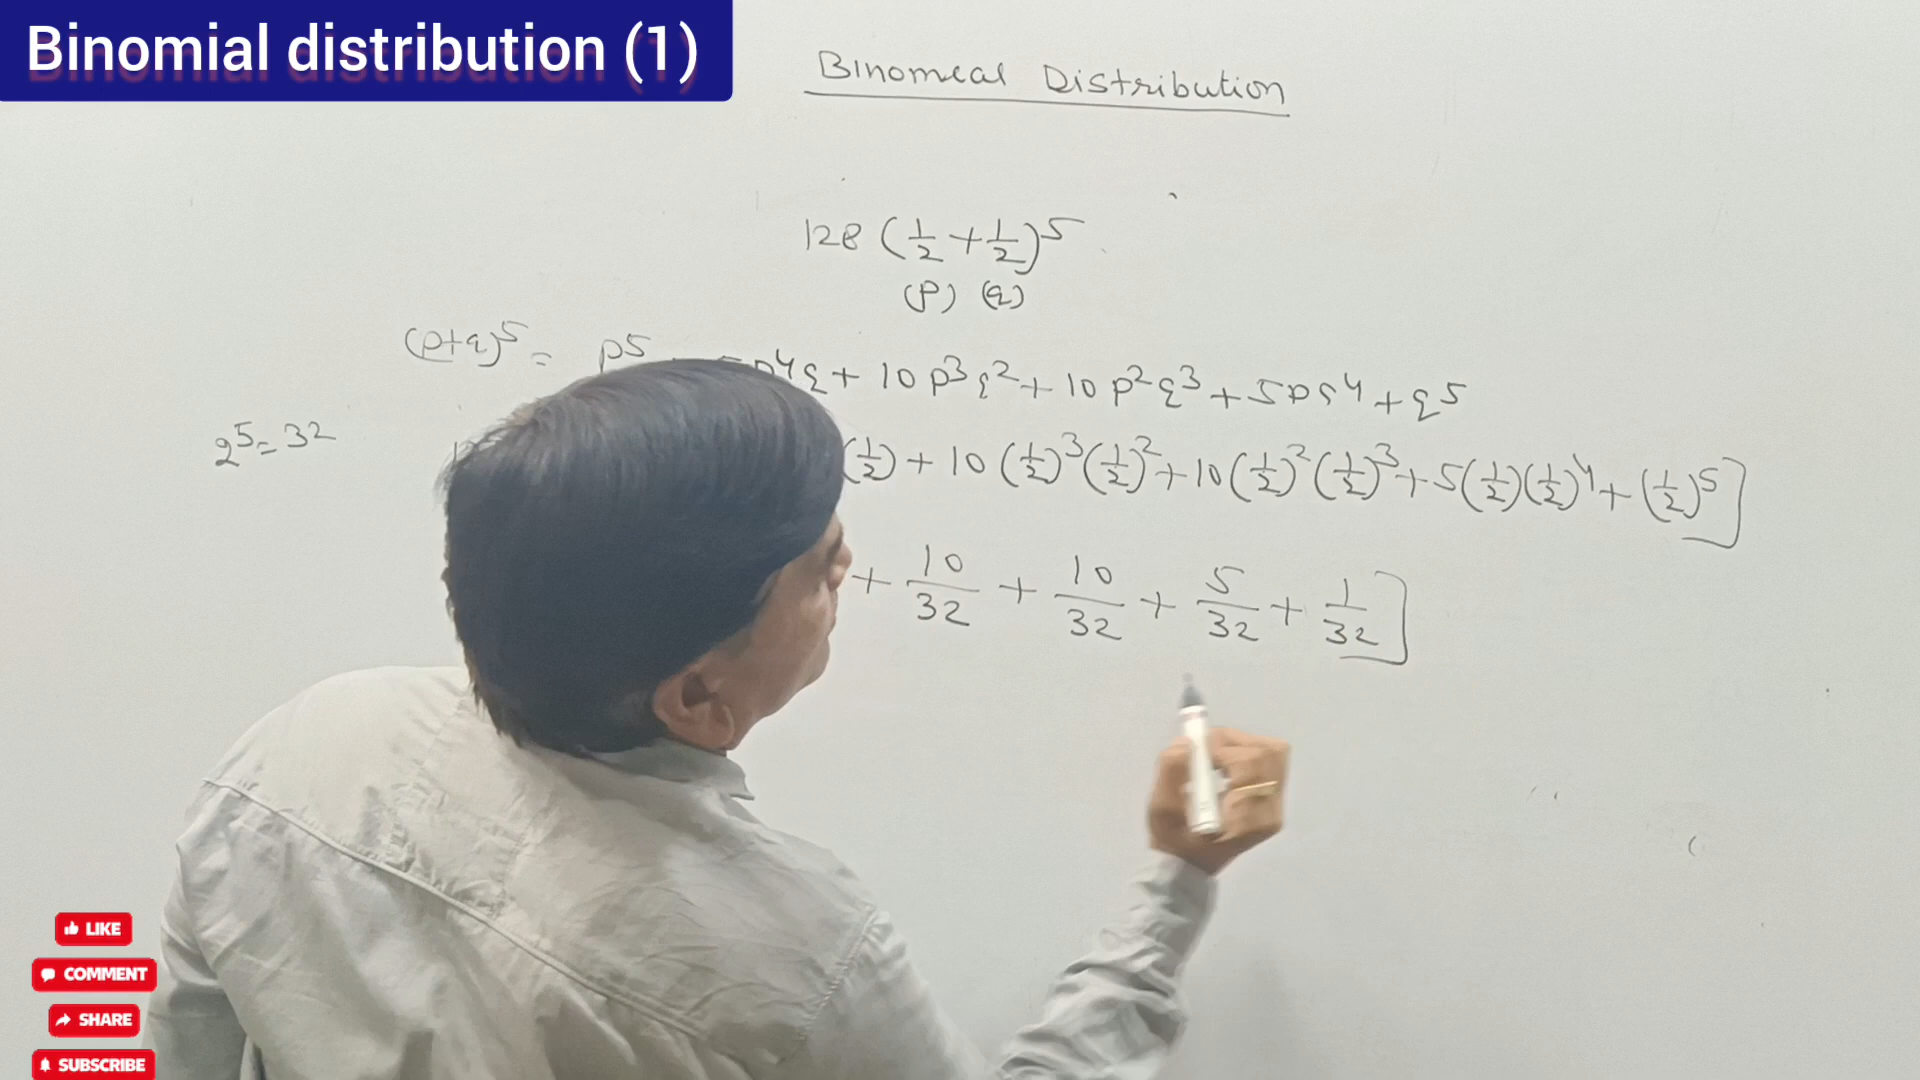 Binomial distribution (1)
Binomeal Distribution
128 (1/2 + 1/2)^5
(p) (q)
(p+q)^5 = p^5 p^4q + 10 p^3 q^2 + 10 p^2 q^3 + 5 p q^4 + q^5
2^5 = 32
(1/2) + 10 (1/2)^3 (1/2)^2 + 10 (1/2)^2 (1/2)^3 + 5 (1/2)(1/2)^4 + (1/2)^5]
+ 10/32 + 10/32 + 5/32 + 1/32]
LIKE
COMMENT
SHARE
SUBSCRIBE